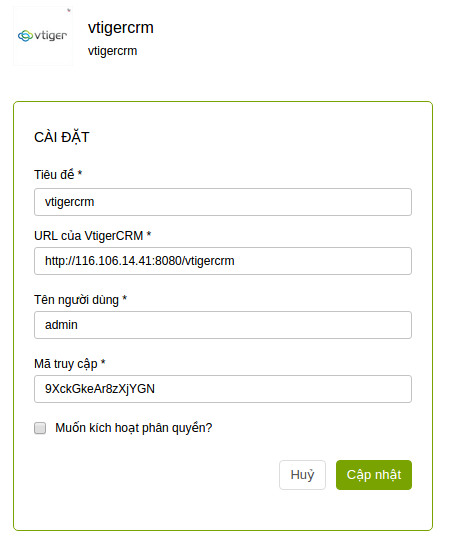 vtiger
vtigercrm
vtigercrm
CÀI ĐẶT
Tiêu đề *
vtigercrm
URL của VtigerCRM *
http://116.106.14.41:8080/vtigercrm
Tên người dùng *
admin
Mã truy cập *
9XckGkeAr8zXjYGN
Muốn kích hoạt phân quyền?
Huỷ
Cập nhật